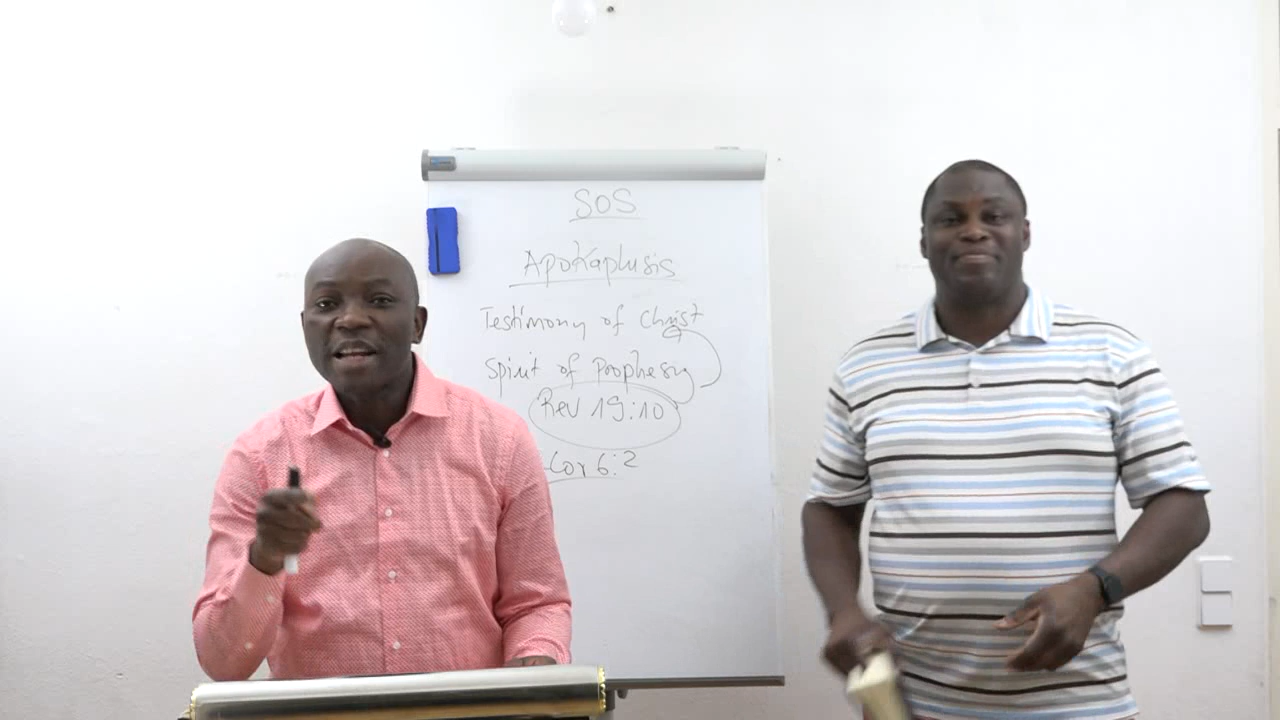 SOS
Apokaplusis
Testimony of Christ
Spirit of Prophesy
Rev 19:10
Cor 6:2